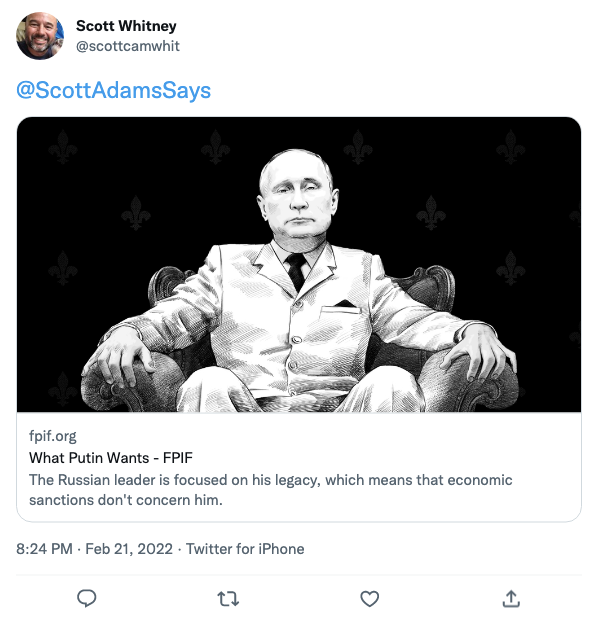 Scott Whitney
@scottcamwhit
@ScottAdamsSays
fpif.org
What Putin Wants - FPIF
The Russian leader is focused on his legacy, which means that economic
sanctions don't concern him.
8:24 PM · Feb 21, 2022 · Twitter for iPhone